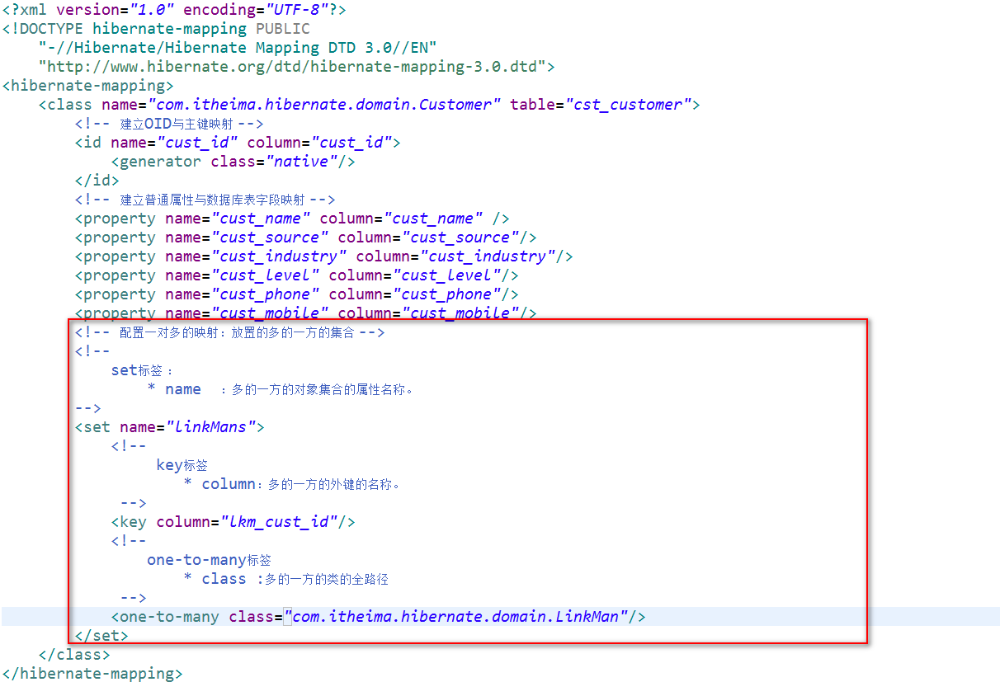 <?xml version="1.0" encoding="UTF-8"?>
<!DOCTYPE hibernate-mapping PUBLIC
"-//Hibernate/Hibernate Mapping DTD 3.0//EN"
"http://www.hibernate.org/dtd/hibernate-mapping-3.0.dtd">
<hibernate-mapping>
<class name="com.itheima.hibernate.domain.Customer" table="cst_customer">
<!-- 建立OID与主键映射 -->
<id name="cust_id" column="cust_id">
<generator class="native"/>
</id>
<!-- 建立普通属性与数据库表字段映射 -->
<property name="cust_name" column="cust_name" />
<property name="cust_source" column="cust_source"/>
<property name="cust_industry" column="cust_industry"/>
<property name="cust_level" column="cust_level"/>
<property name="cust_phone" column="cust_phone"/>
<property name="cust_mobile" column="cust_mobile"/>
<!-- 配置一对多的映射：放置的多的一方的集合 -->
<!--
set标签 :
* name ：多的一方的对象集合的属性名称。
-->
<set name="linkMans">
<!--
key标签
* column：多的一方的外键的名称。
-->
<key column="lkm_cust_id"/>
<!--
one-to-many标签
* class :多的一方的类的全路径
-->
<one-to-many class="com.itheima.hibernate.domain.LinkMan"/>
</set>
</class>
</hibernate-mapping>